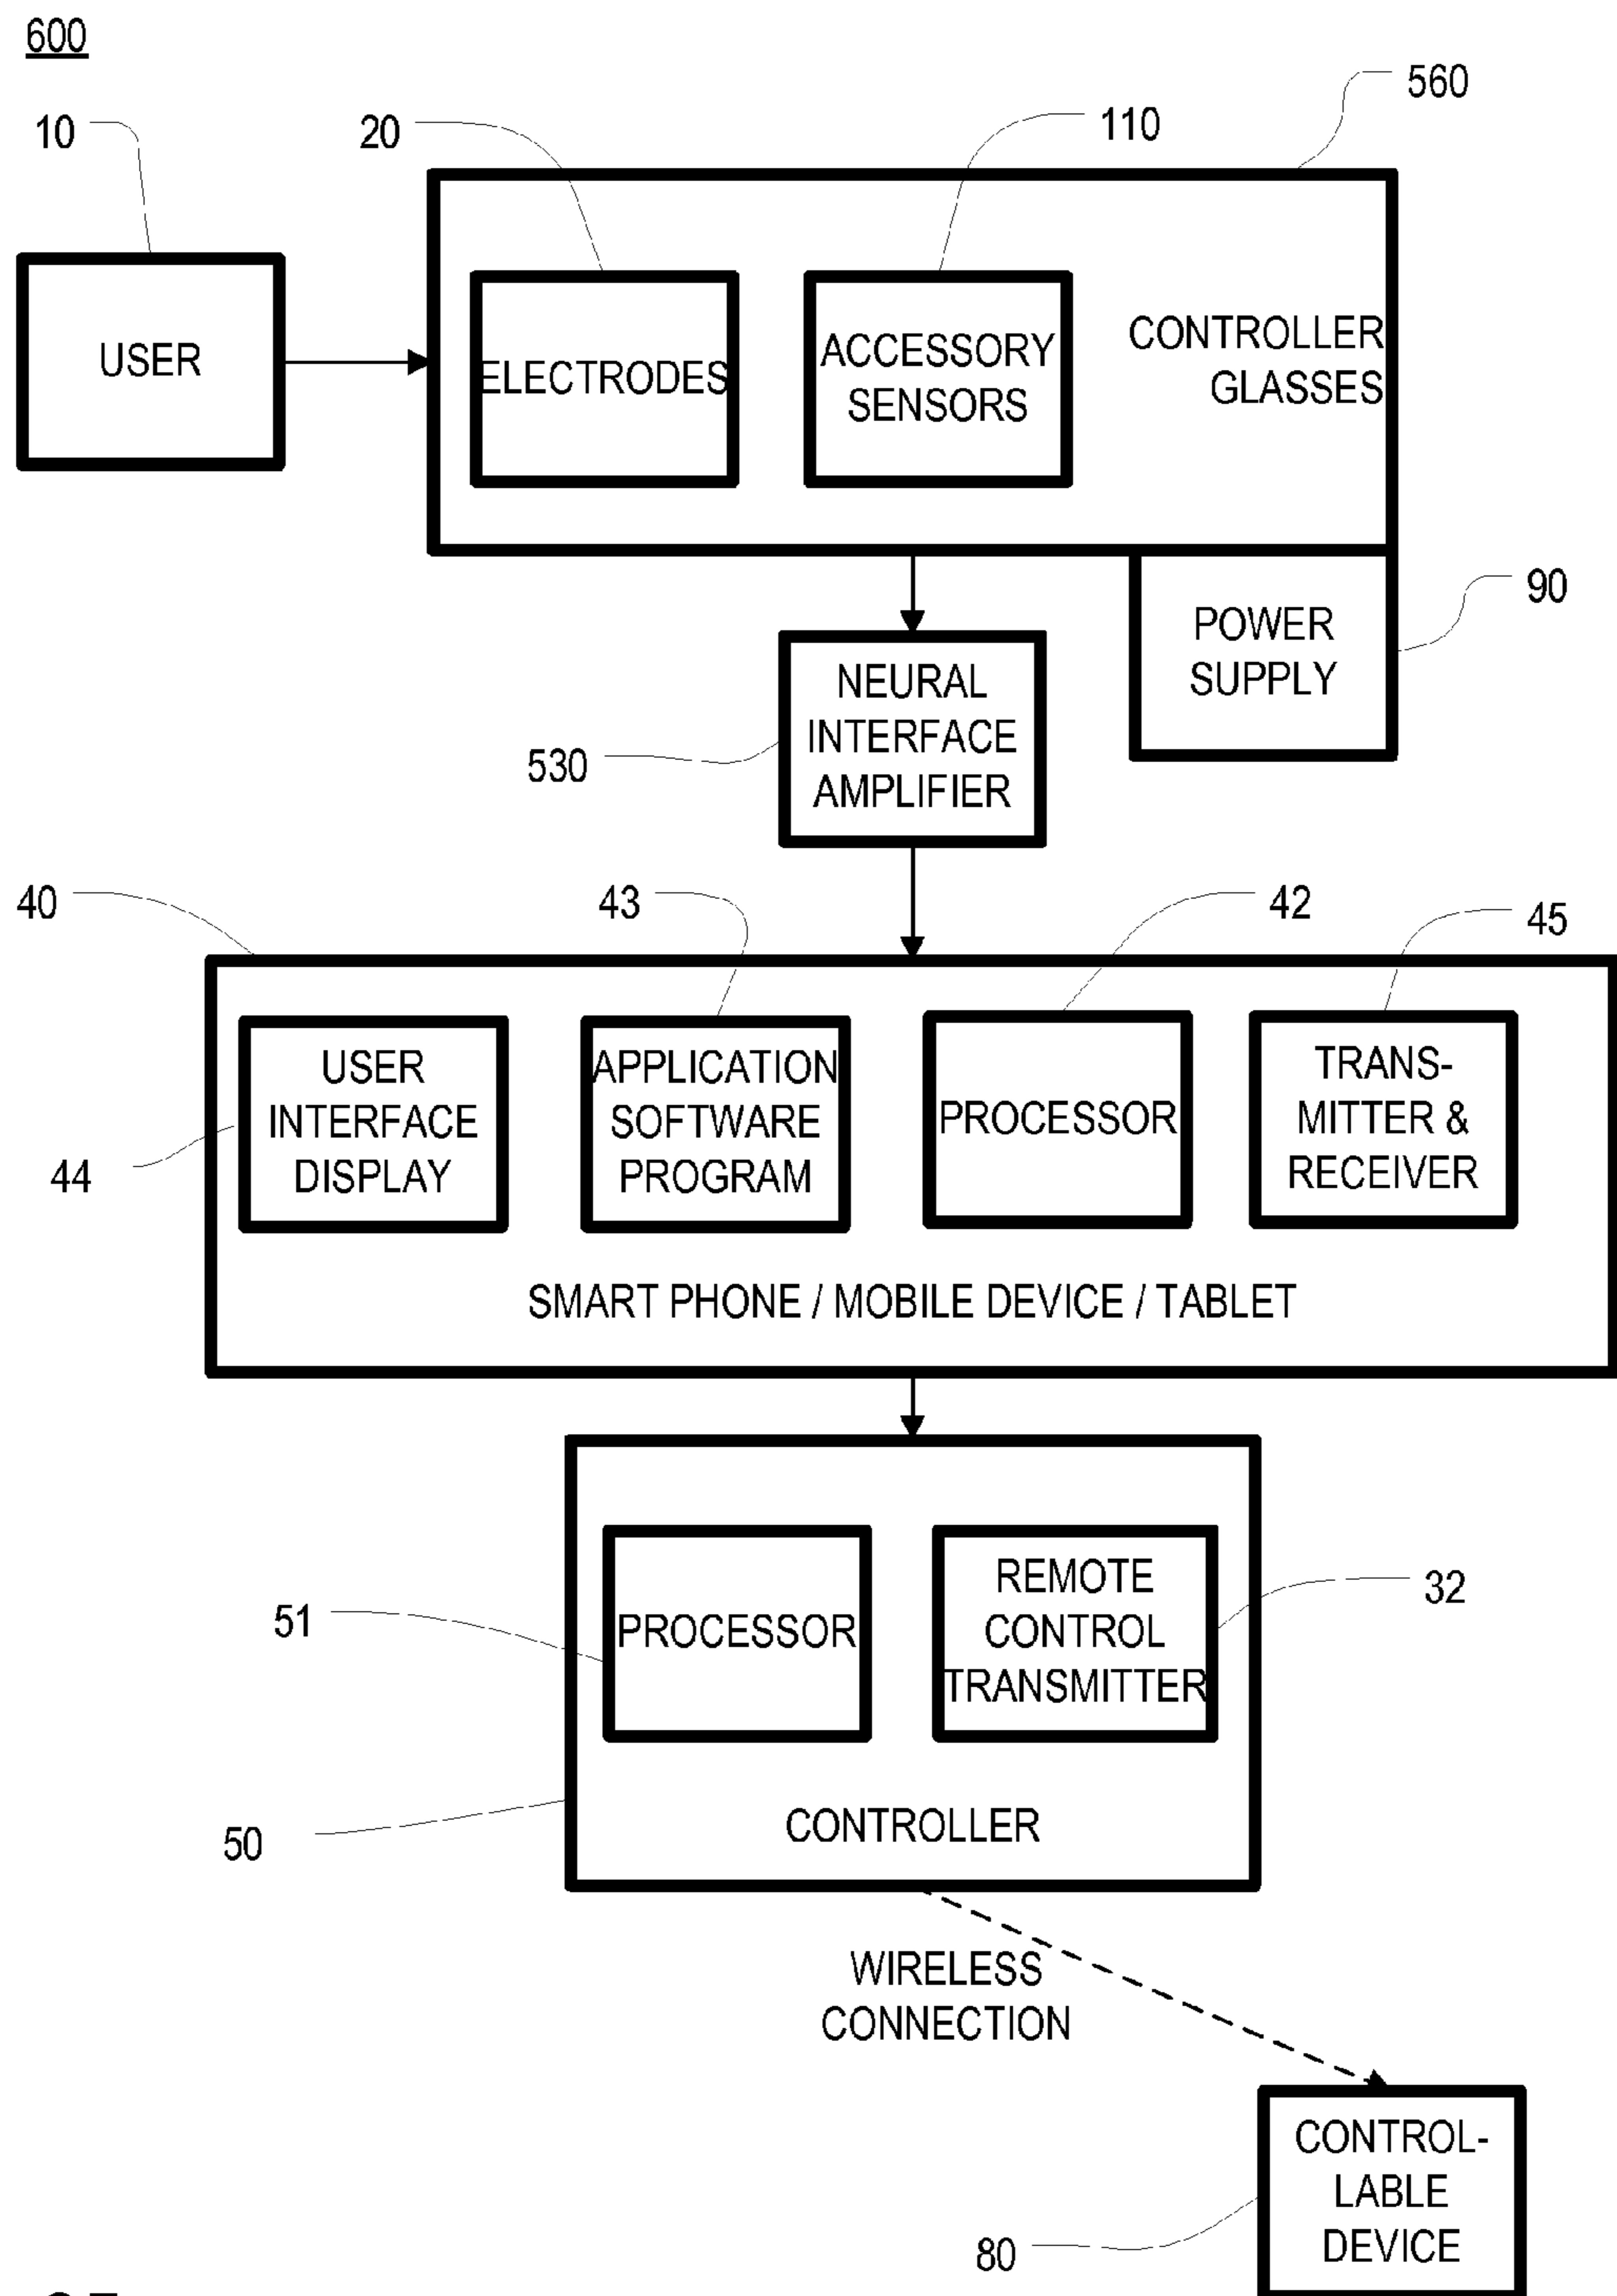 600
560
10
20
110
USER
ELECTRODES
ACCESSORY
SENSORS
CONTROLLER
GLASSES
90
POWER
SUPPLY
NEURAL
INTERFACE
AMPLIFIER
530
40
43
42
45
USER
INTERFACE
DISPLAY
APPLICATION
SOFTWARE
PROGRAM
PROCESSOR
TRANS-
MITTER &
RECEIVER
44
SMART PHONE / MOBILE DEVICE / TABLET
51
PROCESSOR
REMOTE
CONTROL
TRANSMITTER
32
50
CONTROLLER
WIRELESS
CONNECTION
CONTROL-
LABLE
DEVICE
80